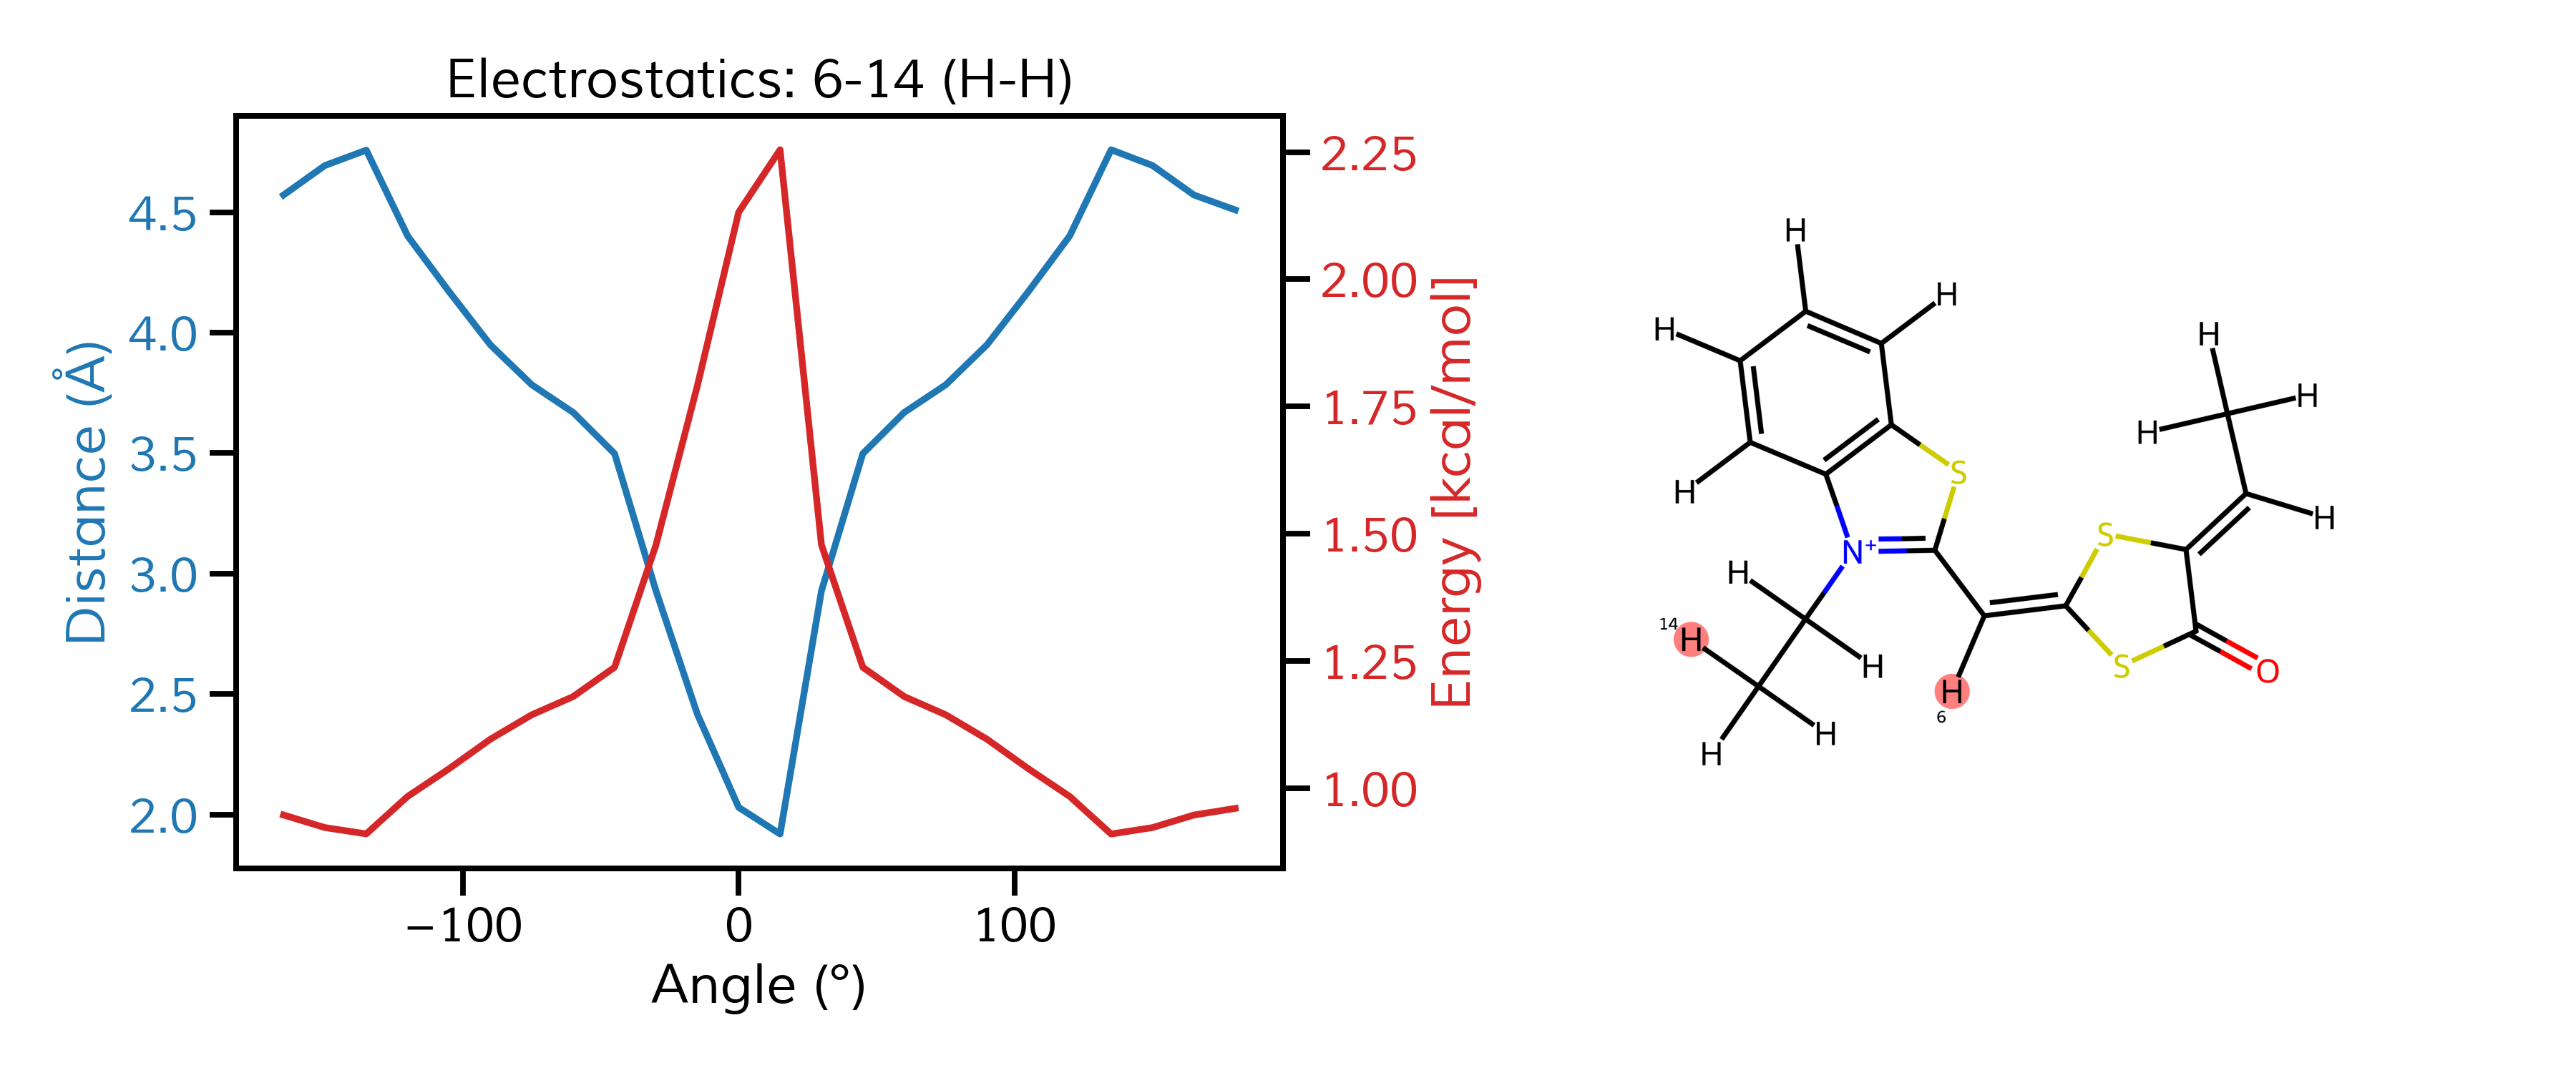 Electrostatics: 6-14 (H-H)
Distance (Å)
4.5
4.0
3.5
3.0
2.5
2.0
−100
0
100
Angle (°)
2.25
2.00
1.75
1.50
1.25
1.00
Energy [kcal/mol]
H
H
H
H
H
H
H
H
S
H
S
N+
H
14
H
H
S
O
H
6
H
H